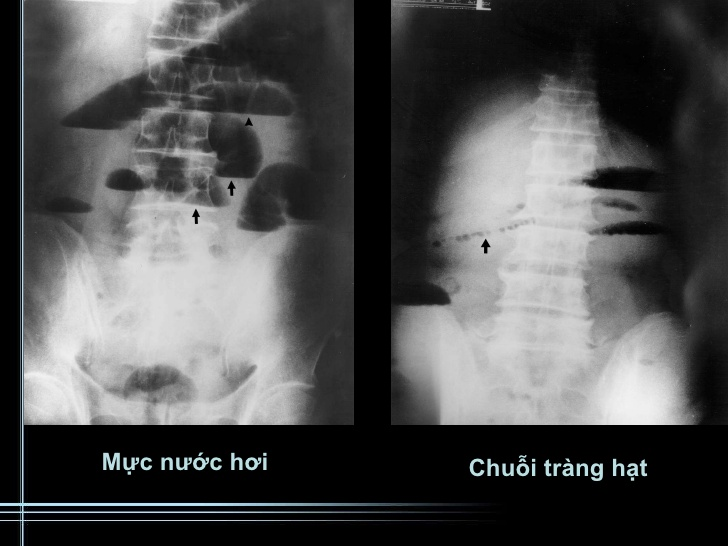 Mực nước hơi
Chuỗi tràng hạt